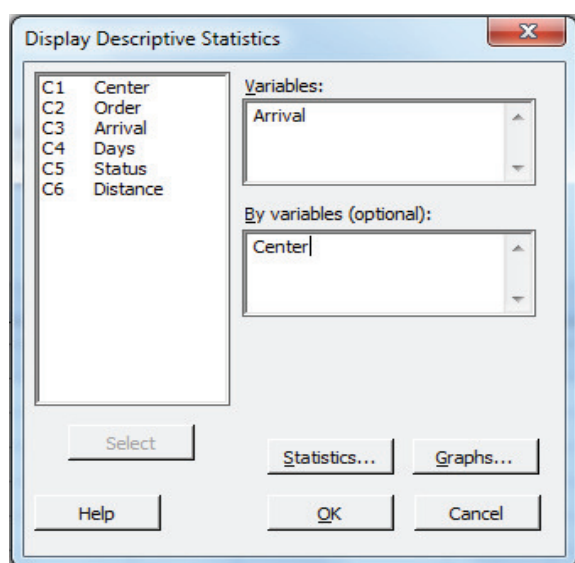 Display Descriptive Statistics
C1 Center
C2 Order
C3 Arrival
C4 Days
C5 Status
C6 Distance
Variables:
Arrival
By variables (optional):
Center
Select
Statistics...
Graphs...
Help
OK
Cancel